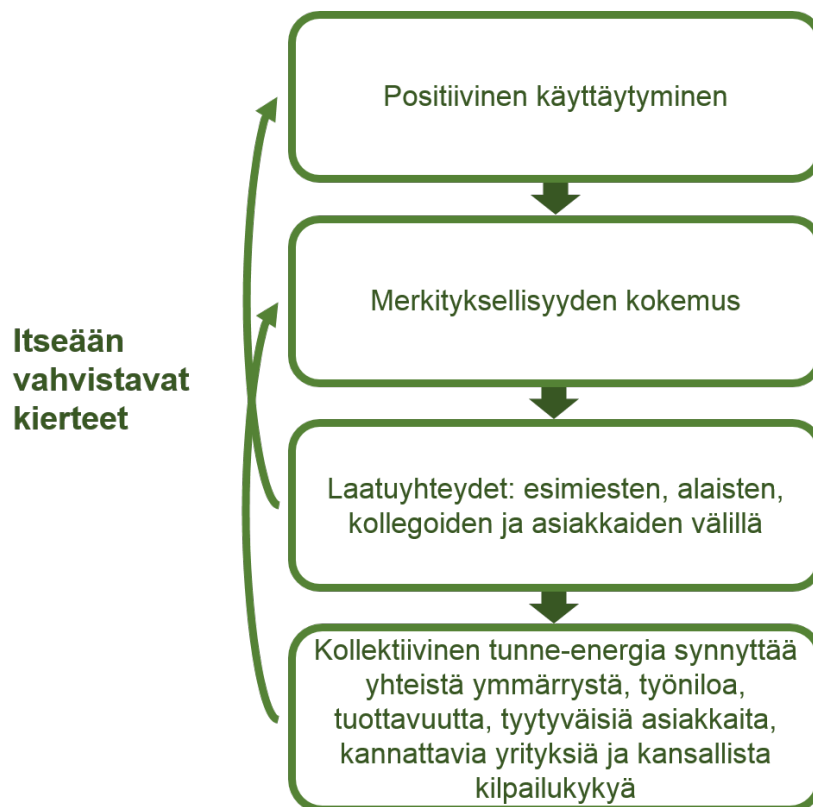 Positiivinen käyttäytyminen
Merkityksellisyyden kokemus
Itseään
vahvistavat
kierteet
Laatuyhteydet: esimiesten, alaisten,
kollegoiden ja asiakkaiden välillä
Kollektiivinen tunne-energia synnyttää
yhteistä ymmärrystä, työniloa,
tuottavuutta, tyytyväisiä asiakkaita,
kannattavia yrityksiä ja kansallista
kilpailukykyä